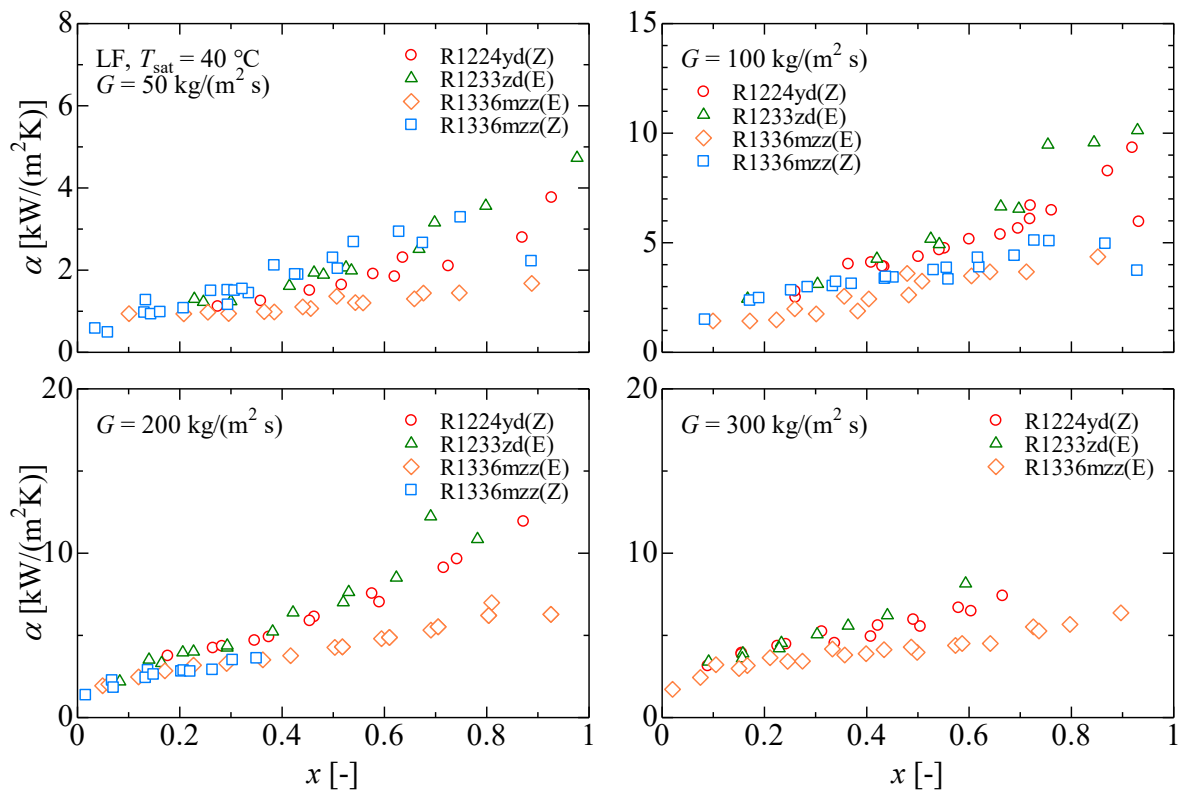 8
6
4
2
0
α [kW/(m²K)]
LF, Tsat = 40 ℃
G = 50 kg/(m² s)
R1224yd(Z)
R1233zd(E)
R1336mzz(E)
R1336mzz(Z)
15
10
5
0
G = 100 kg/(m² s)
R1224yd(Z)
R1233zd(E)
R1336mzz(E)
R1336mzz(Z)
20
10
0
α [kW/(m²K)]
G = 200 kg/(m² s)
R1224yd(Z)
R1233zd(E)
R1336mzz(E)
R1336mzz(Z)
0 0.2 0.4 0.6 0.8 1
x [-]
20
10
0
G = 300 kg/(m² s)
R1224yd(Z)
R1233zd(E)
R1336mzz(E)
0 0.2 0.4 0.6 0.8 1
x [-]